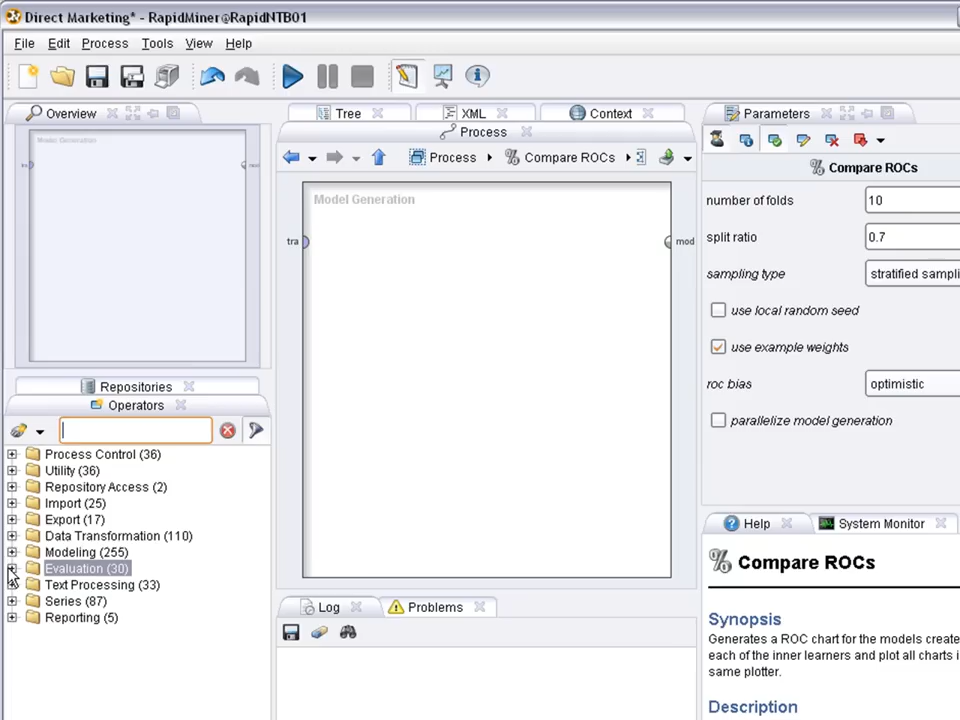 Direct Marketing* - RapidMiner@RapidNTB01
File Edit Process Tools View Help
Overview
Model Generation
tra
mod
Repositories
Operators
Process Control (36)
Utility (36)
Repository Access (2)
Import (25)
Export (17)
Data Transformation (110)
Modeling (255)
Evaluation (30)
Text Processing (33)
Series (87)
Reporting (5)
Tree XML Context
Process
Process Compare ROCs
Model Generation
tra
mod
Log Problems
Parameters
Compare ROCs
number of folds 10
split ratio 0.7
sampling type stratified sampli
use local random seed
use example weights
roc bias optimistic
parallelize model generation
Help System Monitor
Compare ROCs
Synopsis
Generates a ROC chart for the models create
each of the inner learners and plot all charts i
same plotter.
Description